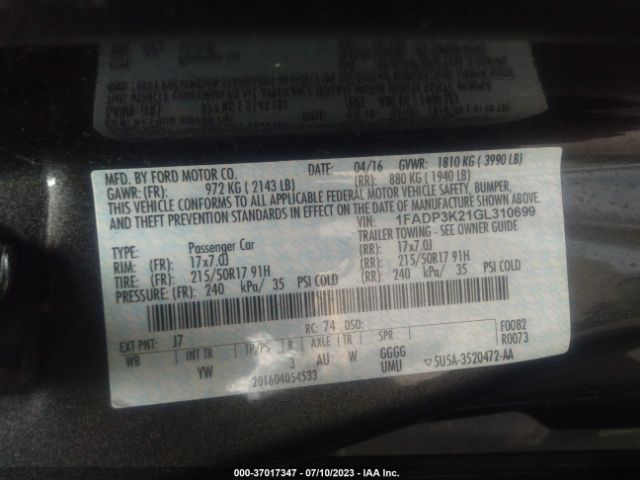 MFD. BY FORD MOTOR CO.
DATE: 04/16 GVWR: 1810 KG ( 3990 LB)
GAWR: (FR): 972 KG ( 2143 LB) (RR): 880 KG ( 1940 LB)
THIS VEHICLE CONFORMS TO ALL APPLICABLE FEDERAL MOTOR VEHICLE SAFETY, BUMPER,
AND THEFT PREVENTION STANDARDS IN EFFECT ON THE DATE OF MANUFACTURE SHOWN ABOVE.
VIN: 1FADP3K21GL310699
TYPE: Passenger Car TRAILER TOWING - SEE OWNER GUIDE
RIM: (FR): 17x7.0J (RR): 17x7.0J
TIRE: (FR): 215/50R17 91H (RR): 215/50R17 91H
PRESSURE: (FR): 240 kPa/ 35 PSI COLD (RR): 240 kPa/ 35 PSI COLD
EXT PNT: J7 RC: 74 DSO: F0082
WB INT TR TP/PS R AXLE TR SPR R0073
YW 3 AU W GGGG
UMU 5U5A-3520472-AA
201604054533
000-37017347 / 07/10/2023 - IAA Inc.